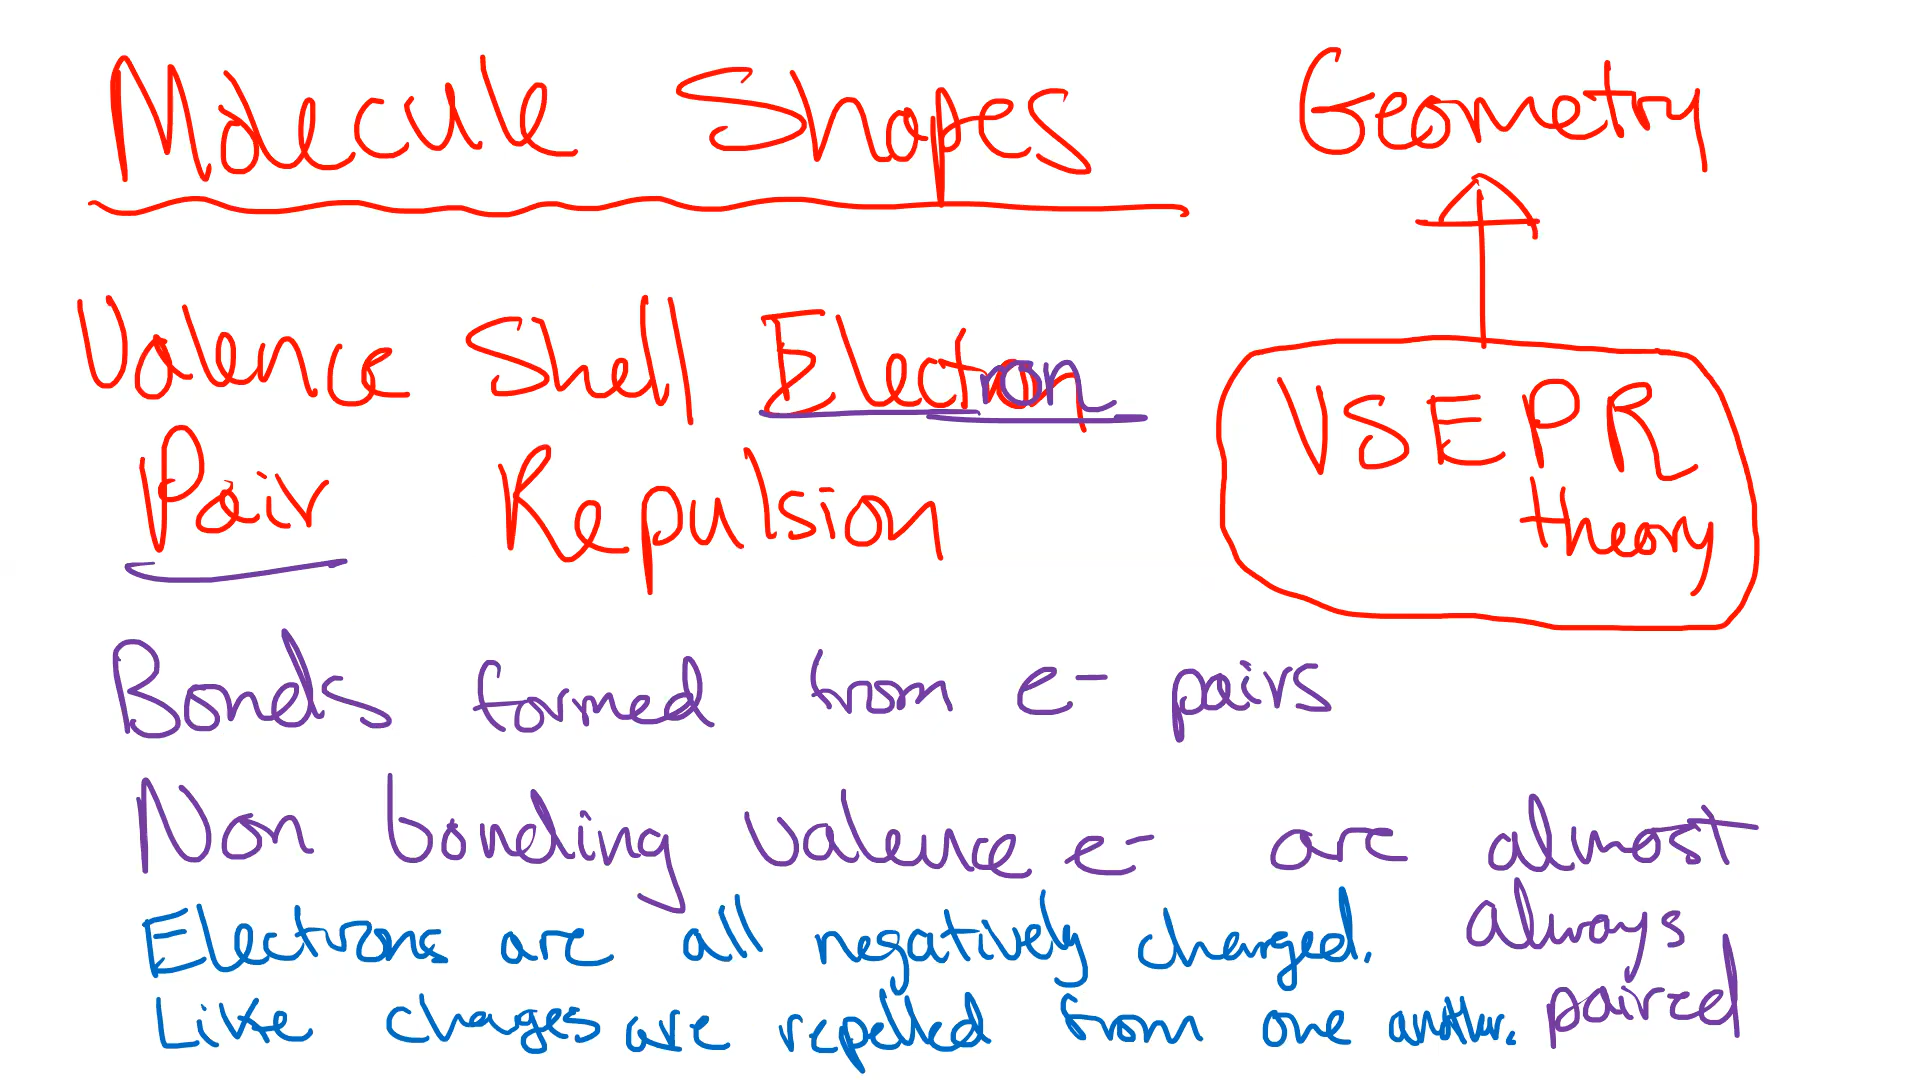 Molecule Shapes
Geometry
Valence Shell Electron
Pair Repulsion
VSEPR
theory
Bonds formed from e- pairs
Non bonding valence e- are almost
always
paired
Electrons are all negatively charged.
Like charges are repelled from one another.